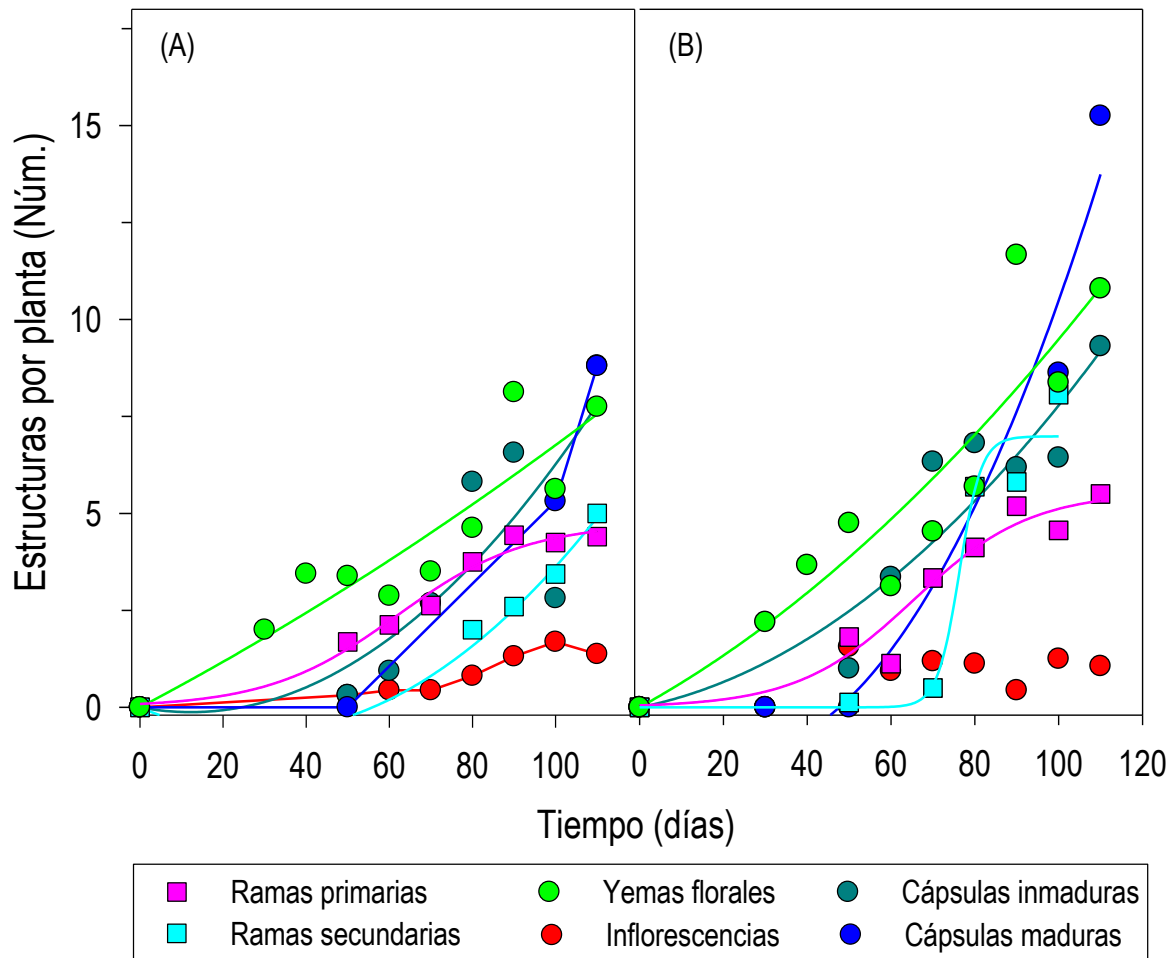 (A)
(B)
15
10
5
0
Estructuras por planta (Núm.)
0 20 40 60 80 100 0 20 40 60 80 100 120
Tiempo (días)
Ramas primarias Yemas florales Cápsulas inmaduras
Ramas secundarias Inflorescencias Cápsulas maduras